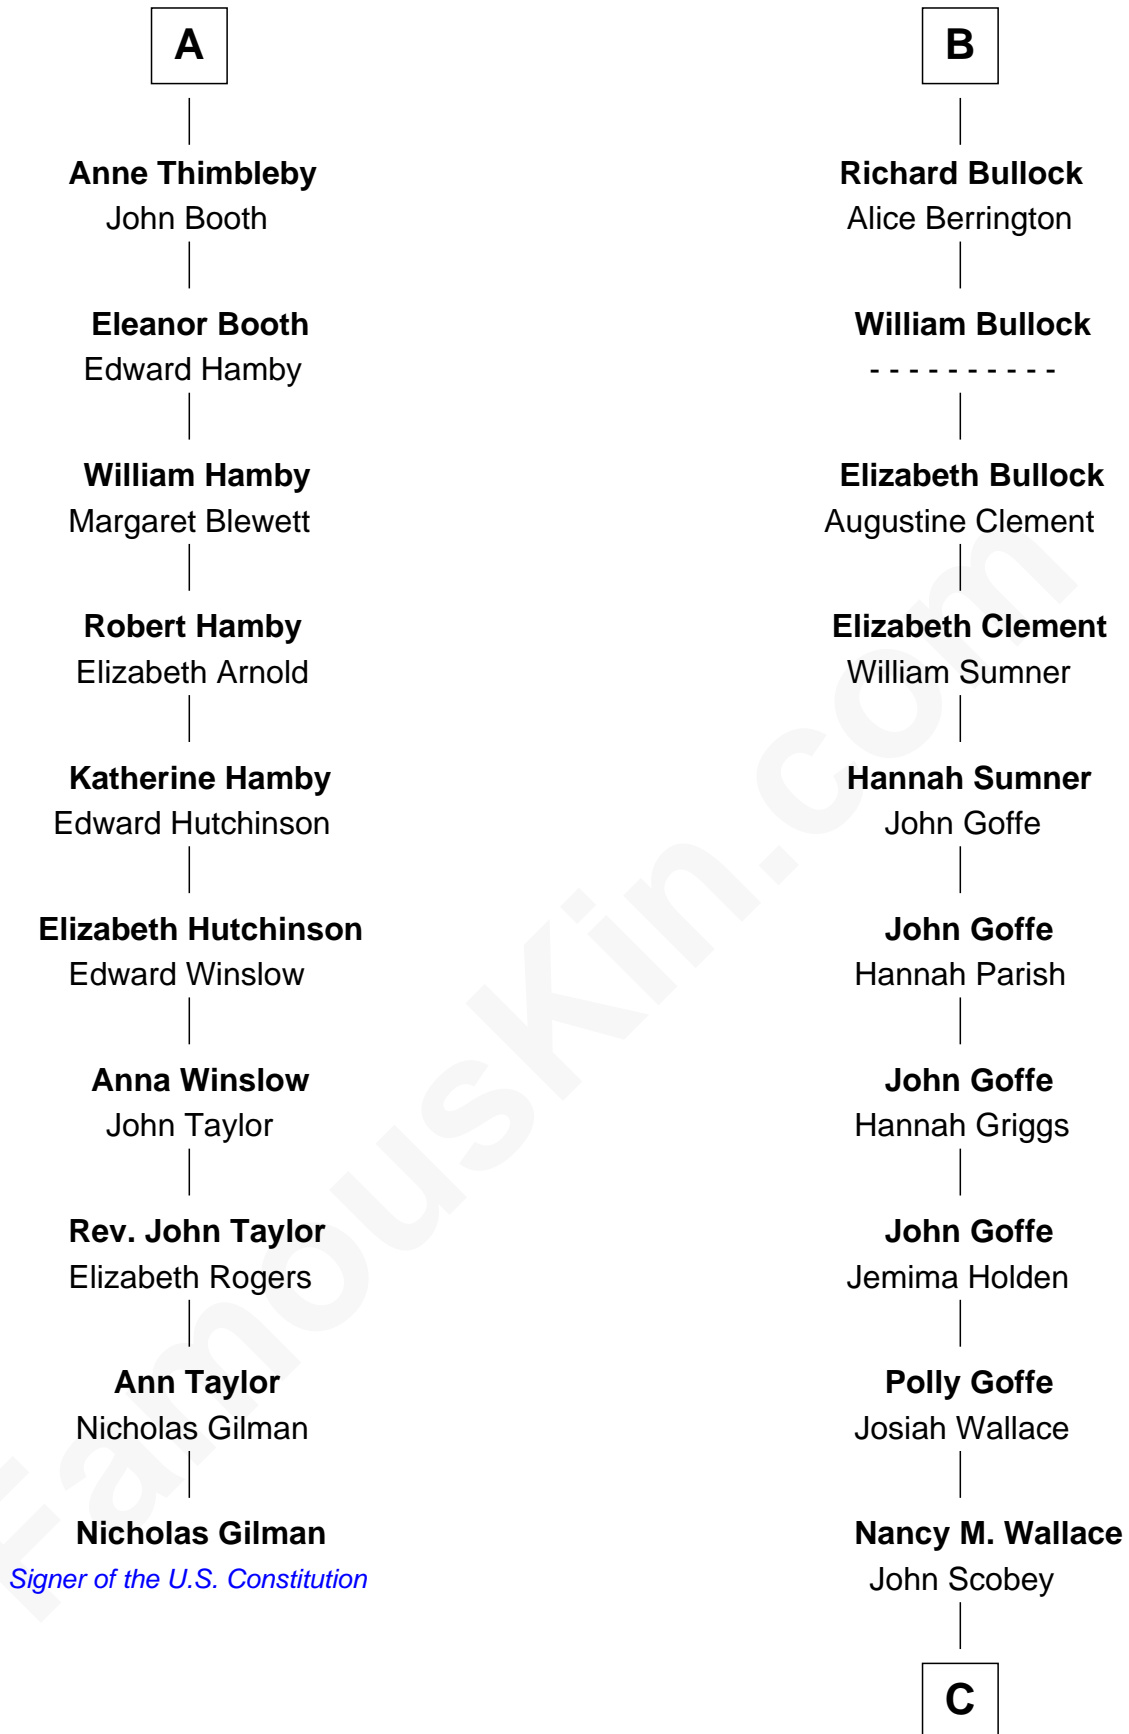 A
Anne Thimbleby
John Booth
Eleanor Booth
Edward Hamby
William Hamby
Margaret Blewett
Robert Hamby
Elizabeth Arnold
Katherine Hamby
Edward Hutchinson
Elizabeth Hutchinson
Edward Winslow
Anna Winslow
John Taylor
Rev. John Taylor
Elizabeth Rogers
Ann Taylor
Nicholas Gilman
Nicholas Gilman
Signer of the U.S. Constitution
B
Richard Bullock
Alice Berrington
William Bullock
- - - - - - - - - -
Elizabeth Bullock
Augustine Clement
Elizabeth Clement
William Sumner
Hannah Sumner
John Goffe
John Goffe
Hannah Parish
John Goffe
Hannah Griggs
John Goffe
Jemima Holden
Polly Goffe
Josiah Wallace
Nancy M. Wallace
John Scobey
C
FamousKin.com